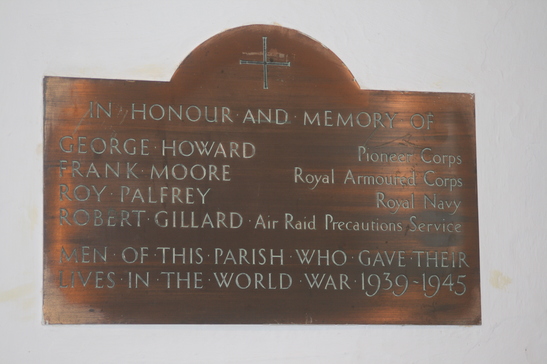 IN · HONOUR · AND · MEMORY · OF
GEORGE · HOWARD Pioneer Corps
FRANK · MOORE Royal Armoured Corps
ROY · PALFREY Royal Navy
ROBERT · GILLARD · Air Raid Precautions Service
MEN · OF · THIS · PARISH · WHO · GAVE · THEIR
LIVES · IN · THE · WORLD · WAR · 1939-1945